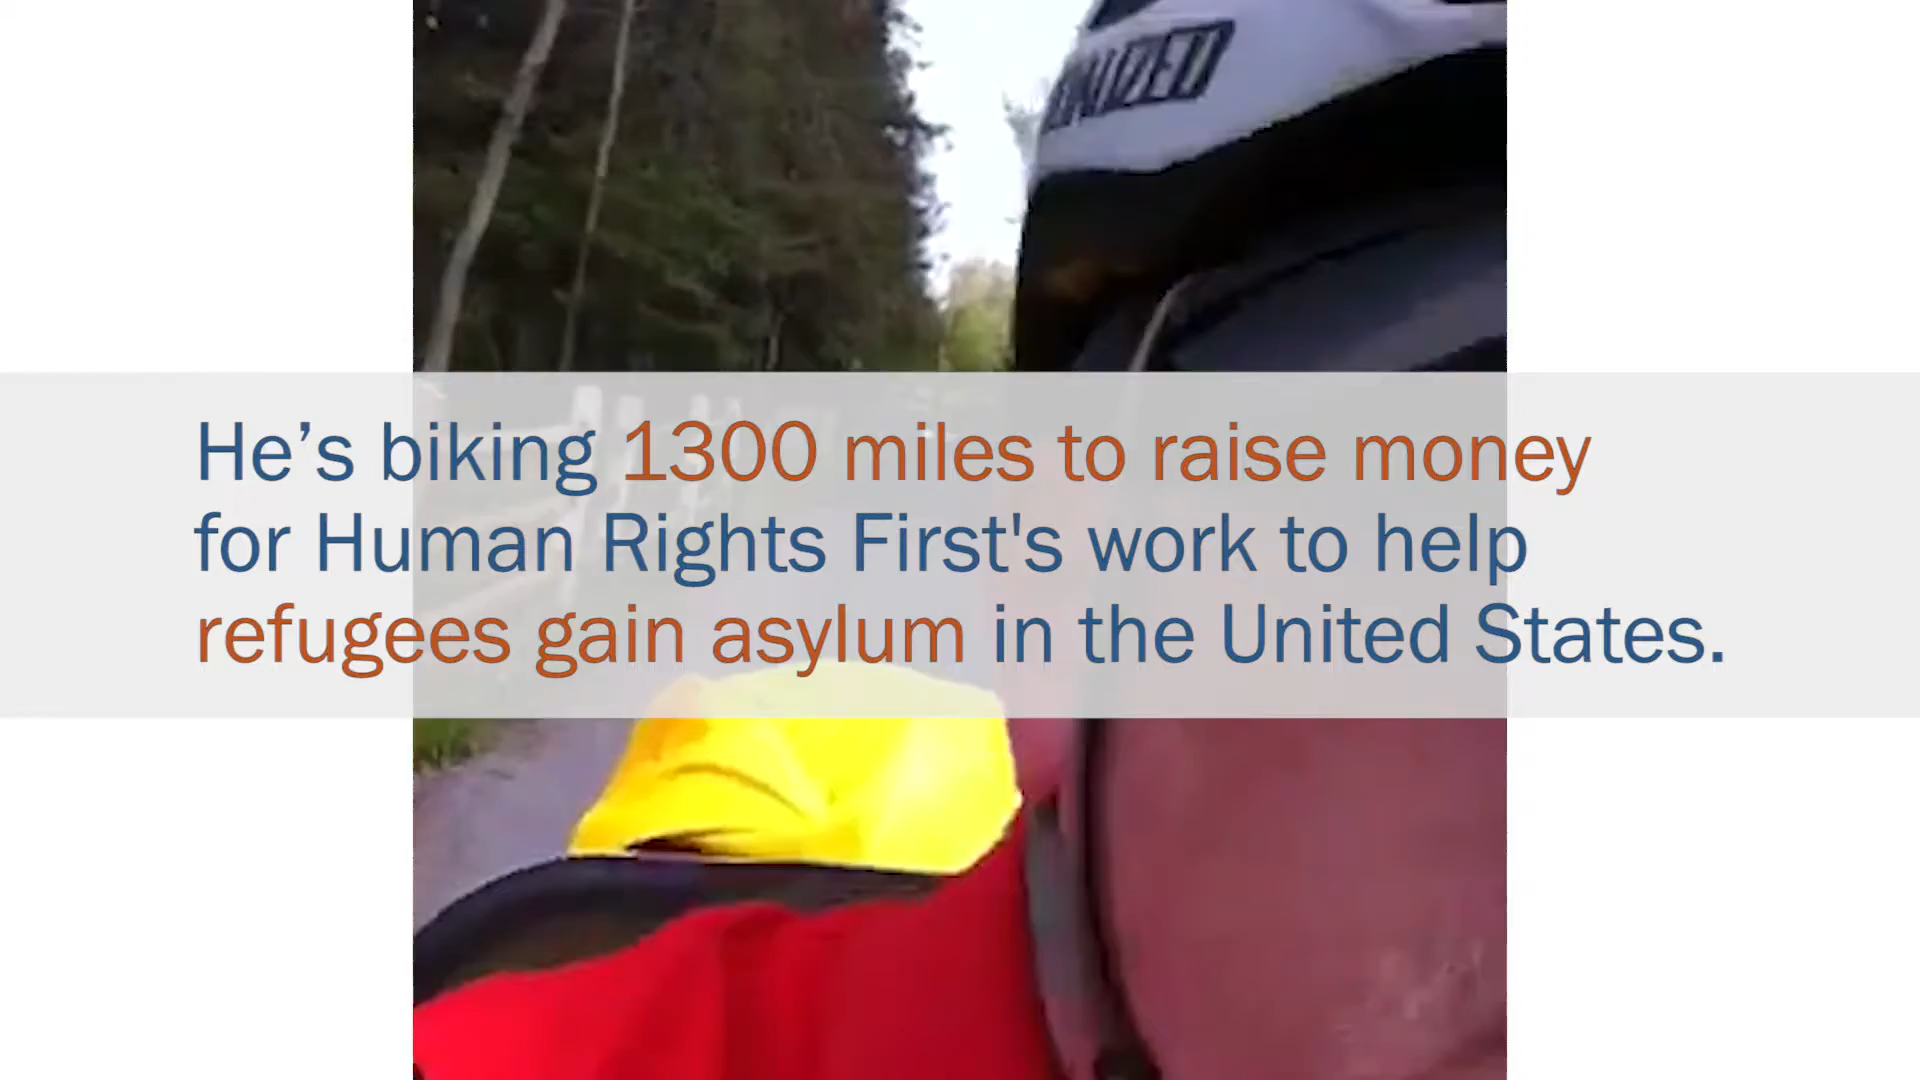 He’s biking 1300 miles to raise money
for Human Rights First's work to help
refugees gain asylum in the United States.